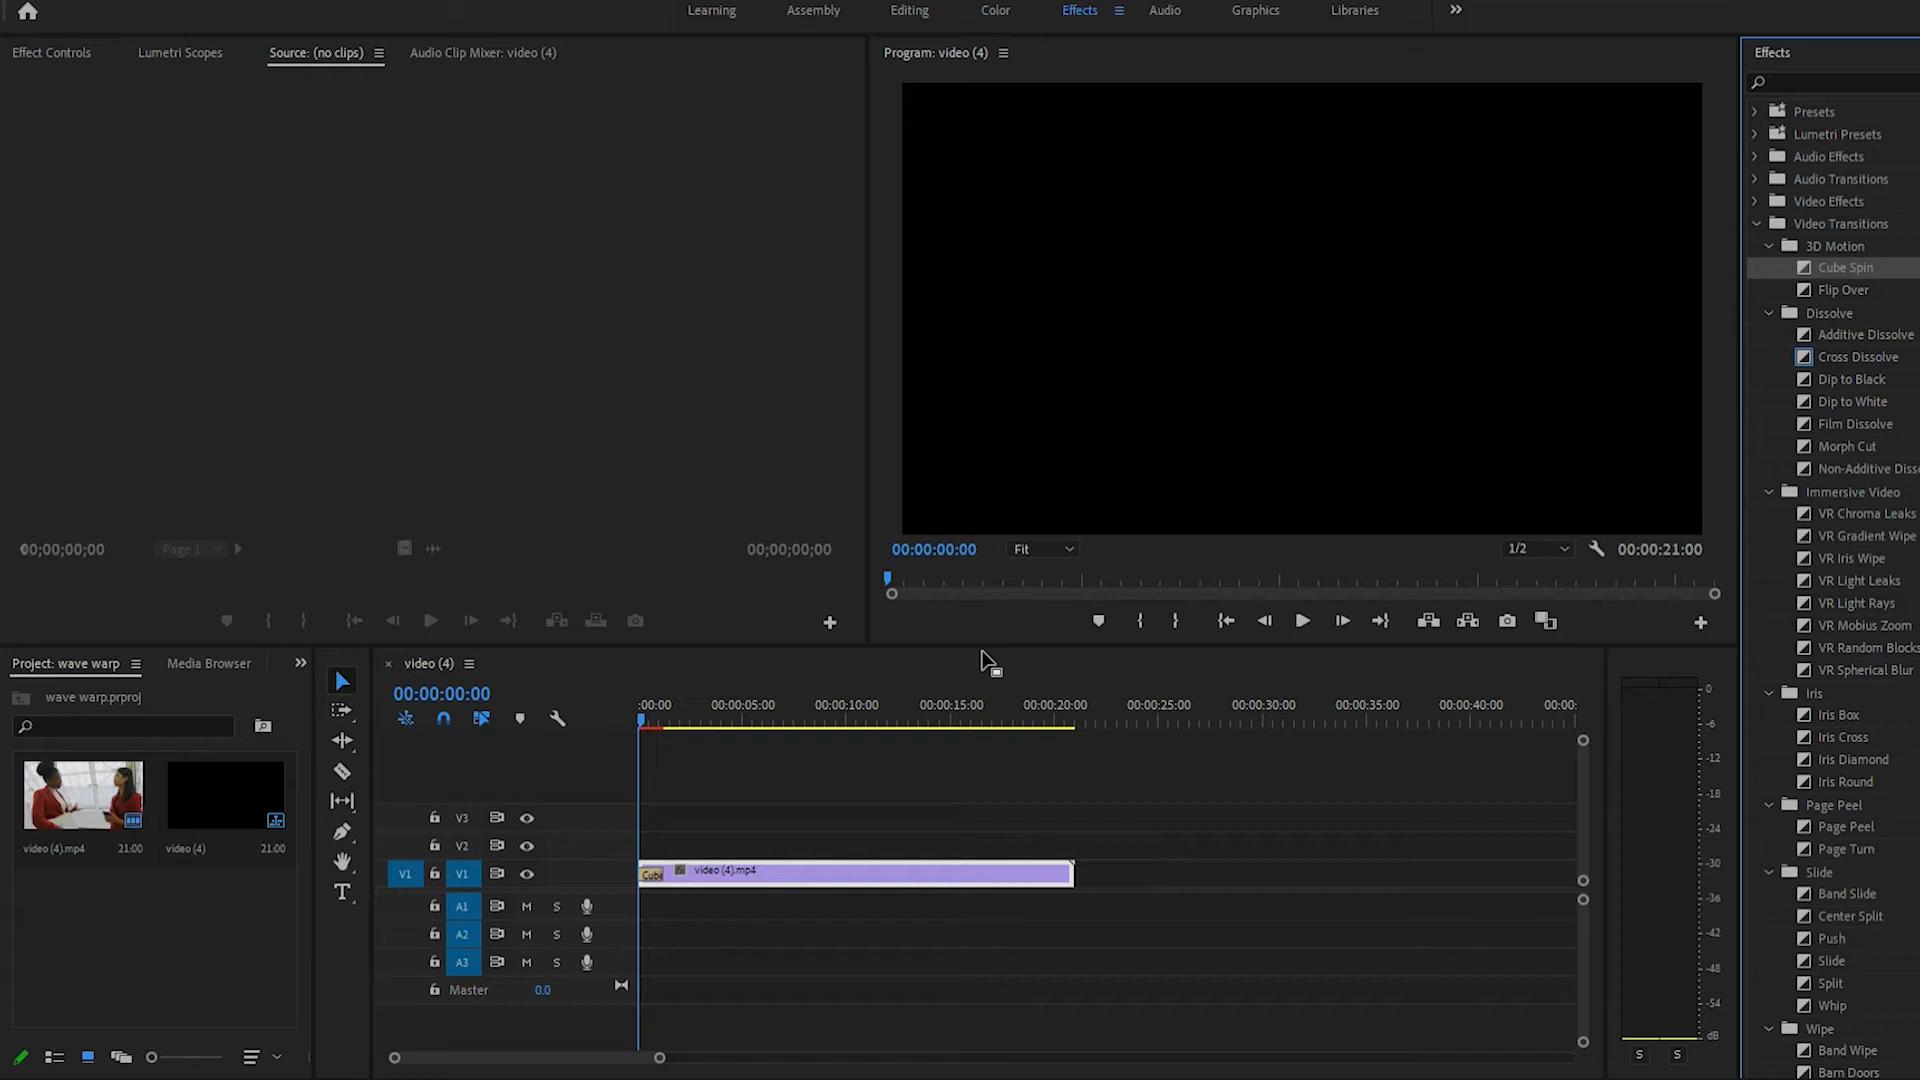 Learning Assembly Editing Color Effects Audio Graphics Libraries
Effect Controls Lumetri Scopes Source: (no clips) Audio Clip Mixer: video (4)
Program: video (4)
Effects
Presets
Lumetri Presets
Audio Effects
Audio Transitions
Video Effects
Video Transitions
3D Motion
Cube Spin
Flip Over
Dissolve
Additive Dissolve
Cross Dissolve
Dip to Black
Dip to White
Film Dissolve
Morph Cut
Non-Additive Diss
Immersive Video
VR Chroma Leaks
VR Gradient Wipe
VR Iris Wipe
VR Light Leaks
VR Light Rays
VR Mobius Zoom
VR Random Blocks
VR Spherical Blur
Iris
Iris Box
Iris Cross
Iris Diamond
Iris Round
Page Peel
Page Peel
Page Turn
Slide
Band Slide
Center Split
Push
Slide
Split
Whip
Wipe
Band Wipe
Barn Doors
00;00;00;00 Page 1 00;00;00;00
00:00:00:00 Fit 1/2 00:00:21:00
Project: wave warp Media Browser
wave warp.prproj
video (4).mp4 21:00 video (4) 21:00
× video (4)
00:00:00:00
:00:00 00:00:05:00 00:00:10:00 00:00:15:00 00:00:20:00 00:00:25:00 00:00:30:00 00:00:35:00 00:00:40:00 00:00:
V3
V2
V1 V1 Cube video (4).mp4
A1 M S
A2 M S
A3 M S
Master 0.0
0
-6
-12
-18
-24
-30
-36
-42
-48
-54
dB
S S